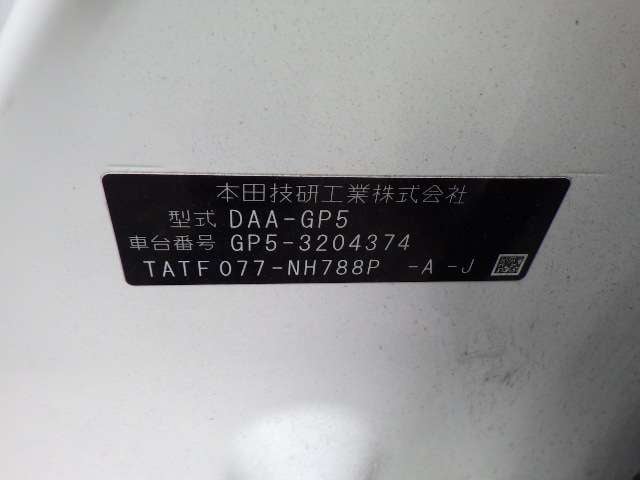 本田技研工業株式会社
型式 DAA-GP5
車台番号 GP5-3204374
TATF077-NH788P -A -J